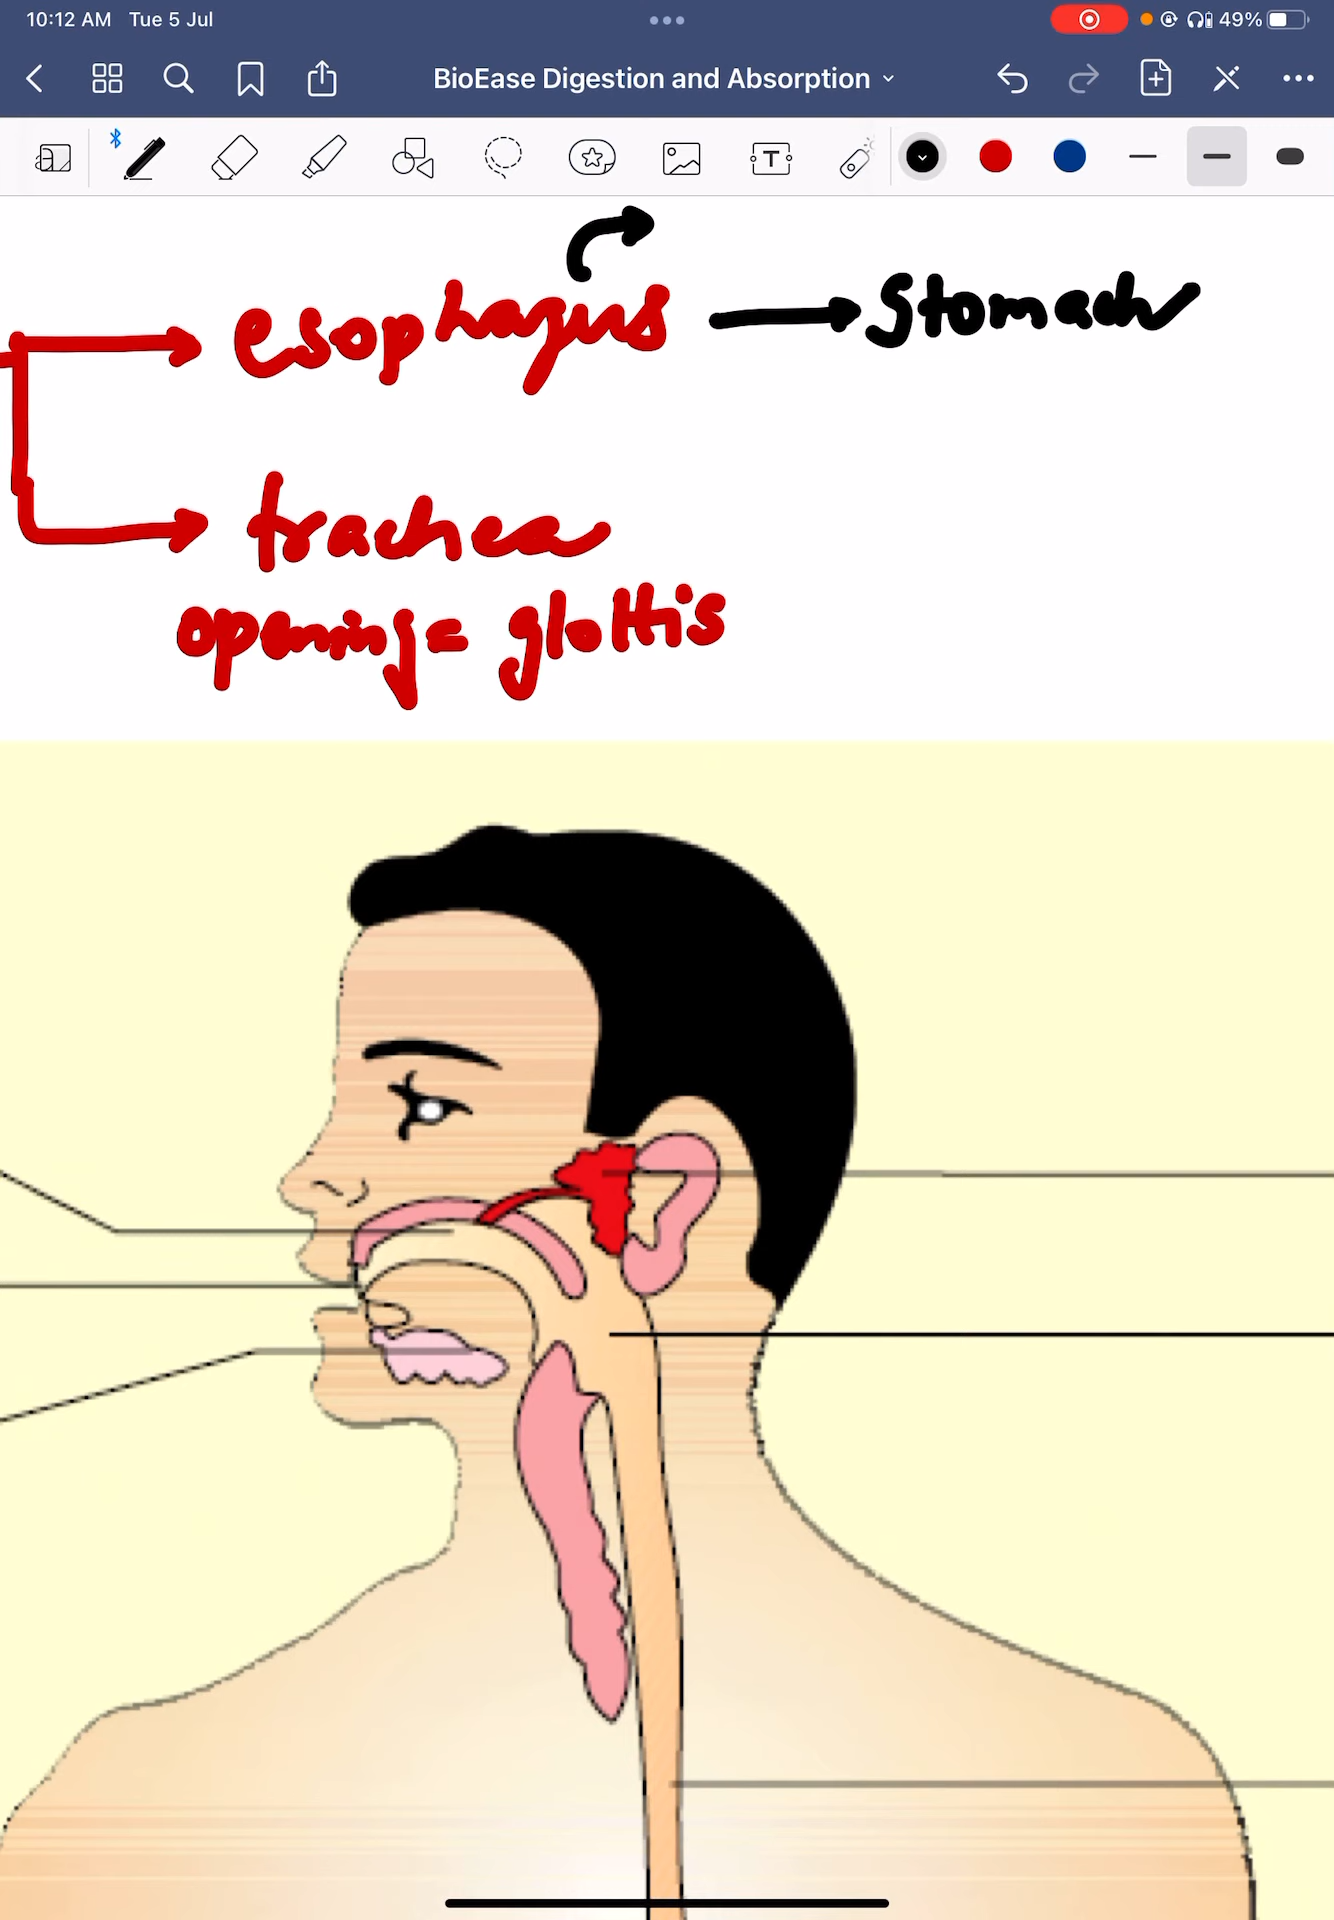 10:12 AM Tue 5 Jul
49%
BioEase Digestion and Absorption
T
esophagus → stomach
trachea
opening = glottis